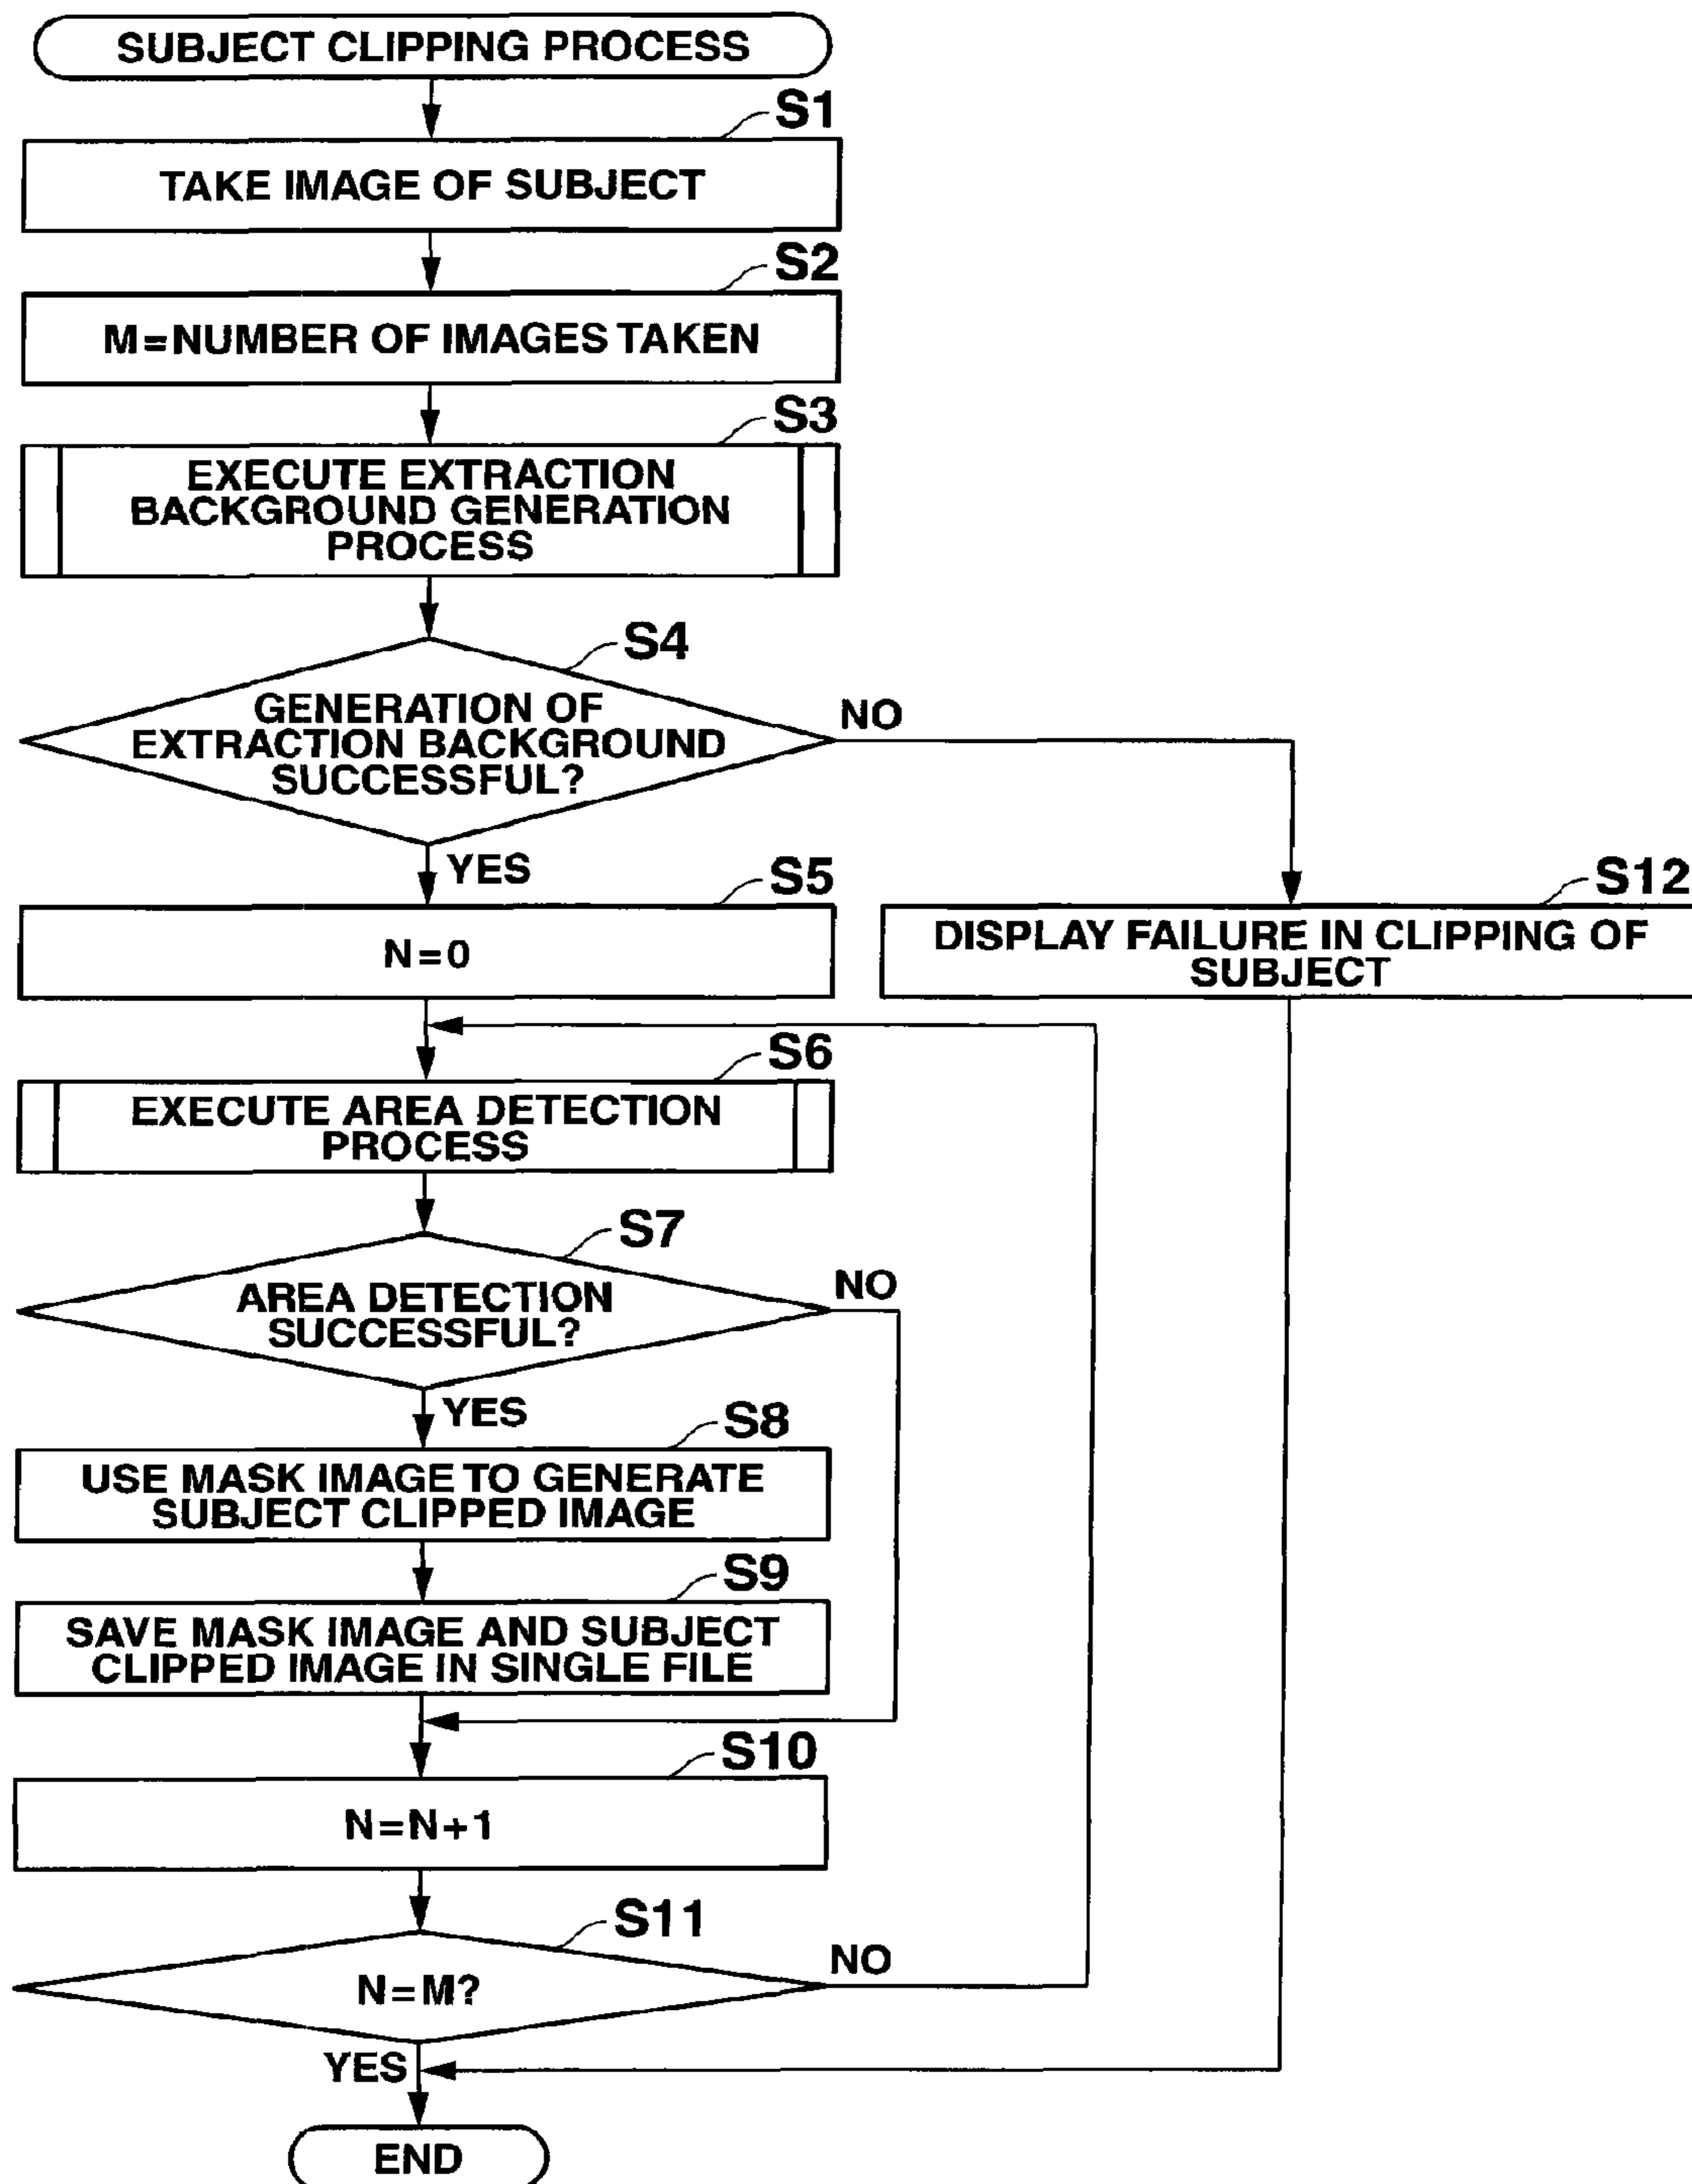 SUBJECT CLIPPING PROCESS
S1
TAKE IMAGE OF SUBJECT
S2
M=NUMBER OF IMAGES TAKEN
S3
EXECUTE EXTRACTION
BACKGROUND GENERATION
PROCESS
S4
GENERATION OF
EXTRACTION BACKGROUND
SUCCESSFUL?
NO
YES
S5
N=0
S12
DISPLAY FAILURE IN CLIPPING OF
SUBJECT
S6
EXECUTE AREA DETECTION
PROCESS
S7
AREA DETECTION
SUCCESSFUL?
NO
YES
S8
USE MASK IMAGE TO GENERATE
SUBJECT CLIPPED IMAGE
S9
SAVE MASK IMAGE AND SUBJECT
CLIPPED IMAGE IN SINGLE FILE
S10
N=N+1
S11
N=M?
NO
YES
END